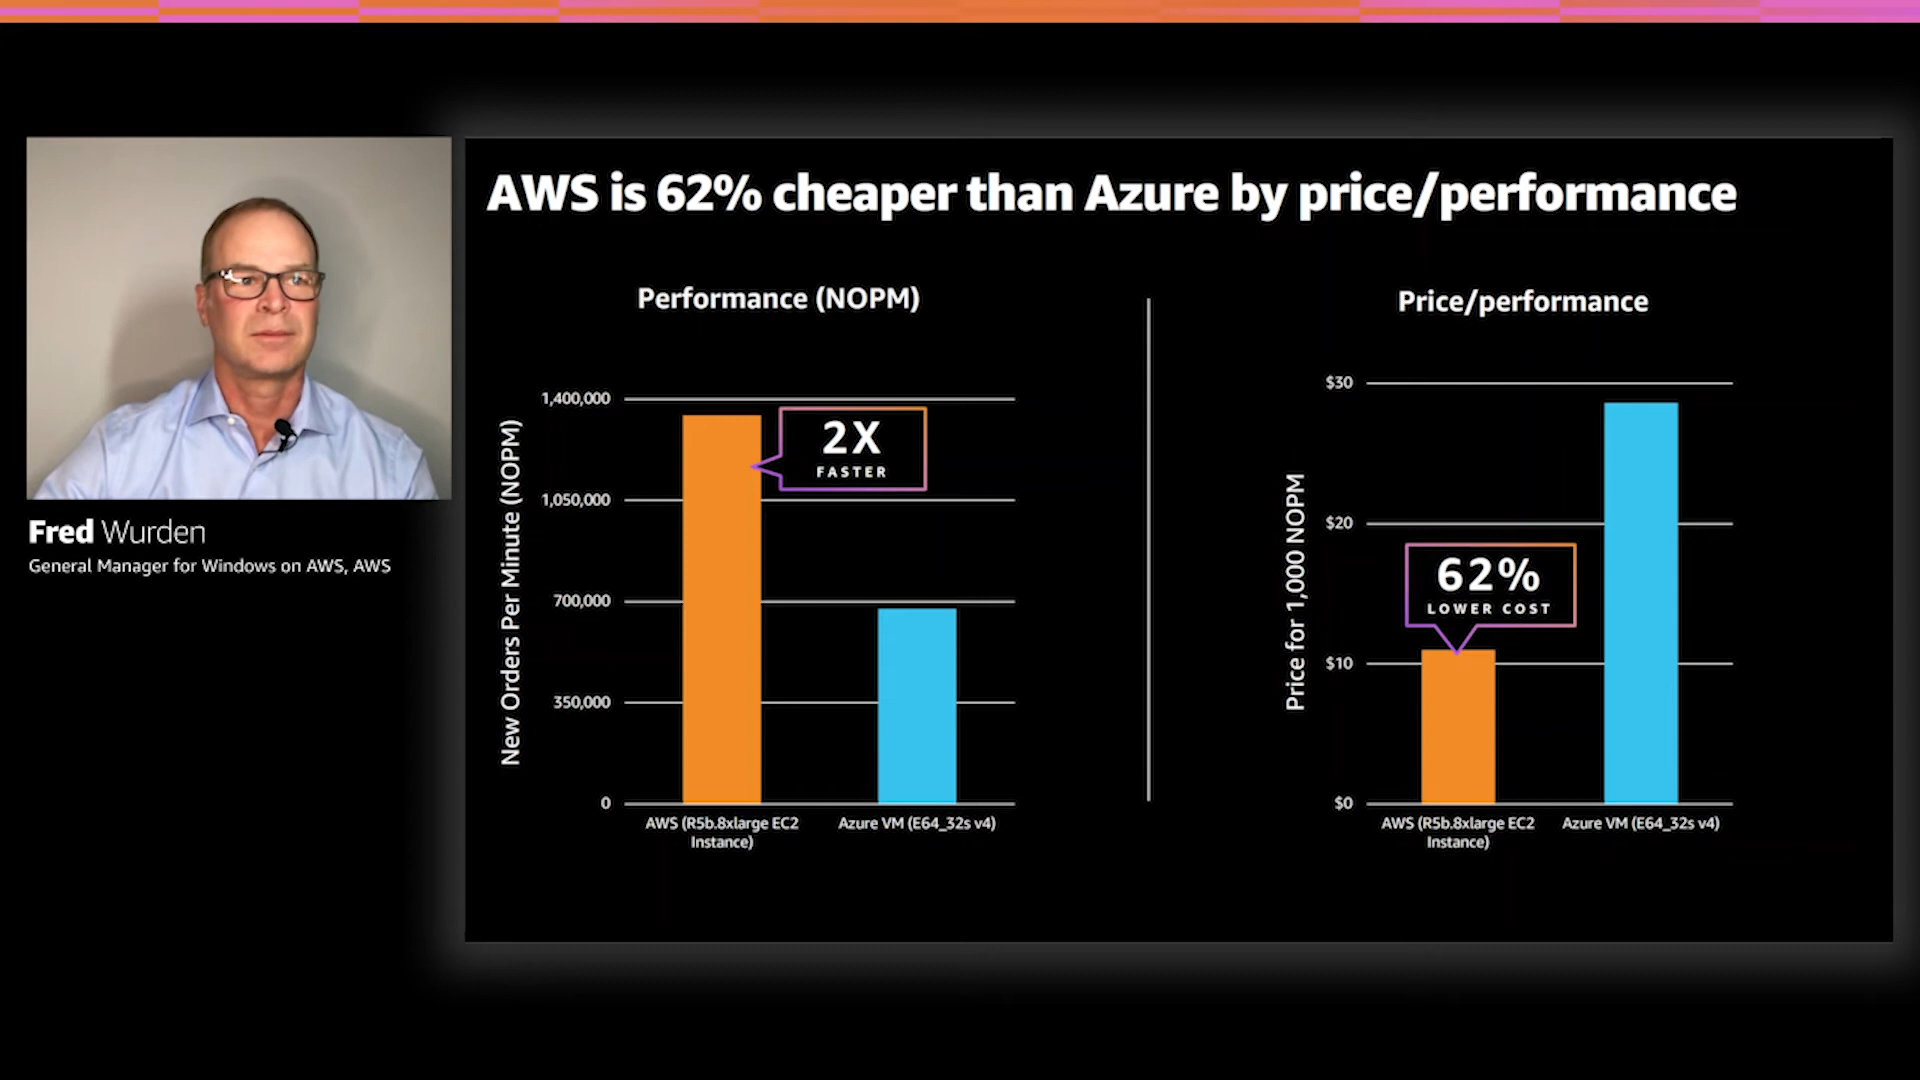 AWS is 62% cheaper than Azure by price/performance
Fred Wurden
General Manager for Windows on AWS, AWS
Performance (NOPM)
New Orders Per Minute (NOPM)
1,400,000
1,050,000
700,000
350,000
0
2X
FASTER
AWS (R5b.8xlarge EC2
Instance)
Azure VM (E64_32s v4)
Price/performance
Price for 1,000 NOPM
$30
$20
$10
$0
62%
LOWER COST
AWS (R5b.8xlarge EC2
Instance)
Azure VM (E64_32s v4)